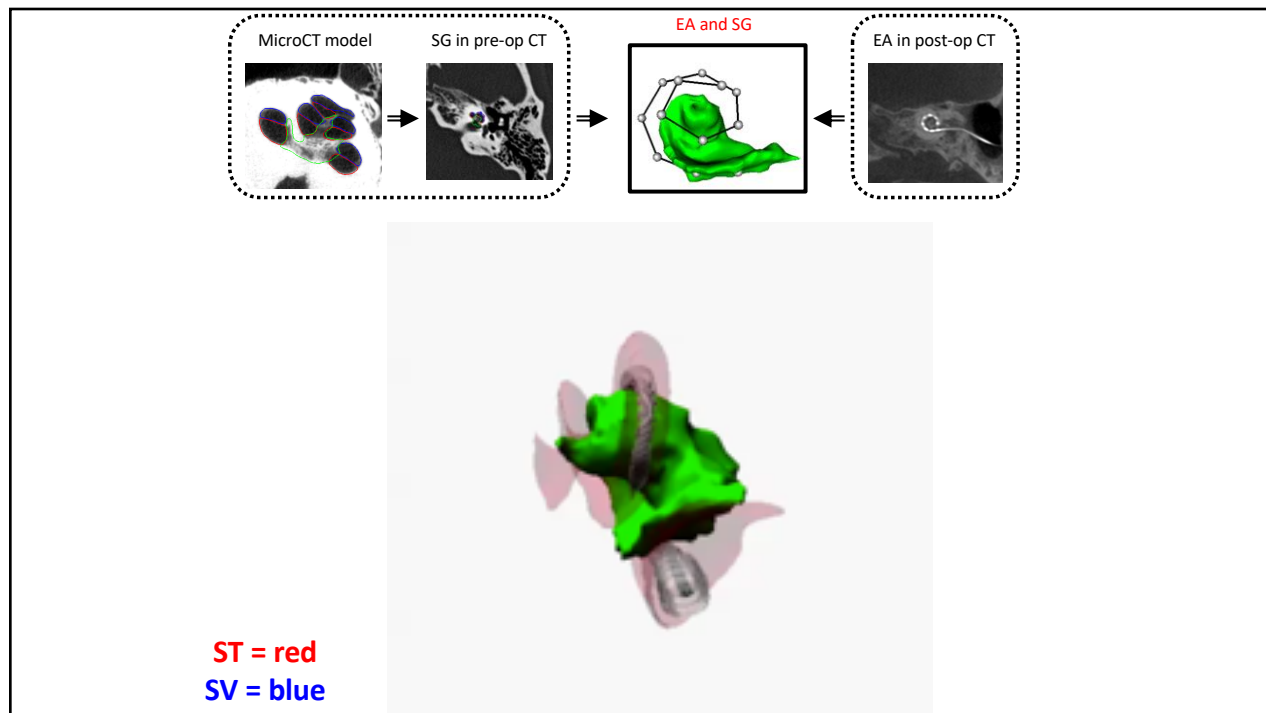 EA and SG
MicroCT model
SG in pre-op CT
EA in post-op CT
ST = red
SV = blue